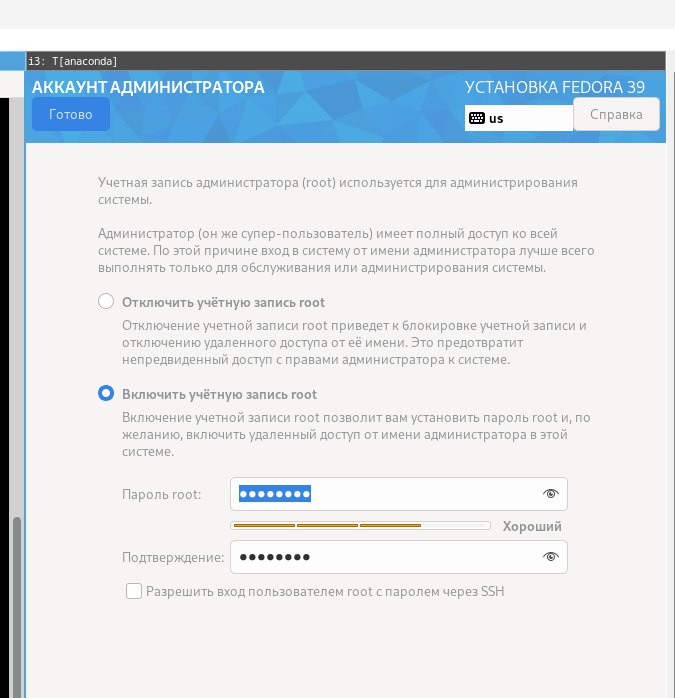 i3: T[anaconda]
АККАУНТ АДМИНИСТРАТОРА
УСТАНОВКА FEDORA 39
Готово
us
Справка
Учетная запись администратора (root) используется для администрирования
системы.
Администратор (он же супер-пользователь) имеет полный доступ ко всей
системе. По этой причине вход в систему от имени администратора лучше всего
выполнять только для обслуживания или администрирования системы.
Отключить учётную запись root
Отключение учетной записи root приведет к блокировке учетной записи и
отключению удаленного доступа от её имени. Это предотвратит
непредвиденный доступ с правами администратора к системе.
Включить учётную запись root
Включение учетной записи root позволит вам установить пароль root и, по
желанию, включить удаленный доступ от имени администратора в этой
системе.
Пароль root: ●●●●●●●●
Хороший
Подтверждение: ●●●●●●●●
Разрешить вход пользователем root с паролем через SSH